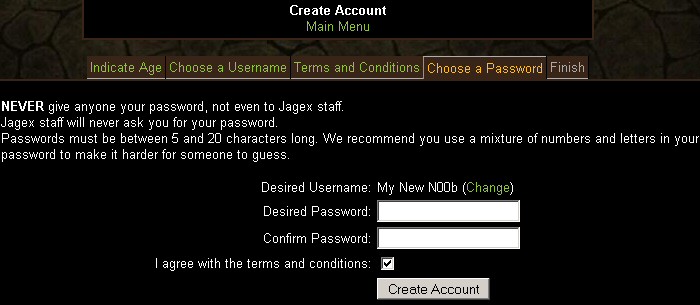 Create Account
Main Menu
Indicate Age Choose a Username Terms and Conditions Choose a Password Finish
NEVER give anyone your password, not even to Jagex staff.
Jagex staff will never ask you for your password.
Passwords must be between 5 and 20 characters long. We recommend you use a mixture of numbers and letters in your
password to make it harder for someone to guess.
Desired Username: My New N00b (Change)
Desired Password:
Confirm Password:
I agree with the terms and conditions:
Create Account